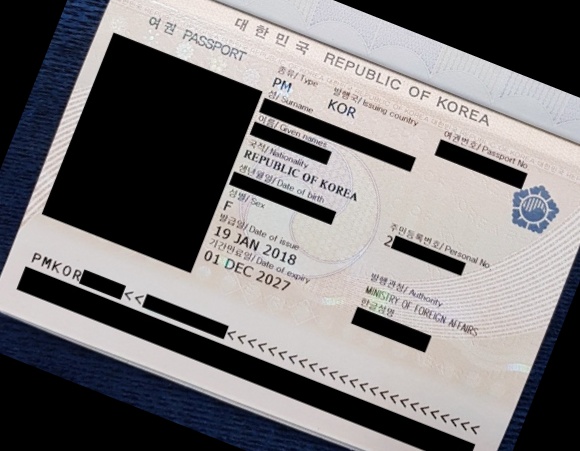 대한민국 REPUBLIC OF KOREA
여권 PASSPORT
종류/ Type 발행국/ Issuing country 여권번호/ Passport No
PM KOR
성/ Surname
이름/ Given names
국적/ Nationality
REPUBLIC OF KOREA
생년월일/ Date of birth 주민등록번호/ Personal No
2
성별/ Sex
F
발급일/ Date of issue 발행관청/ Authority
19 JAN 2018 MINISTRY OF FOREIGN AFFAIRS
기간만료일/ Date of expiry 한글성명
01 DEC 2027
PMKOR <<  <<<<<<<<<<<<<<<<<<<<<<<<<